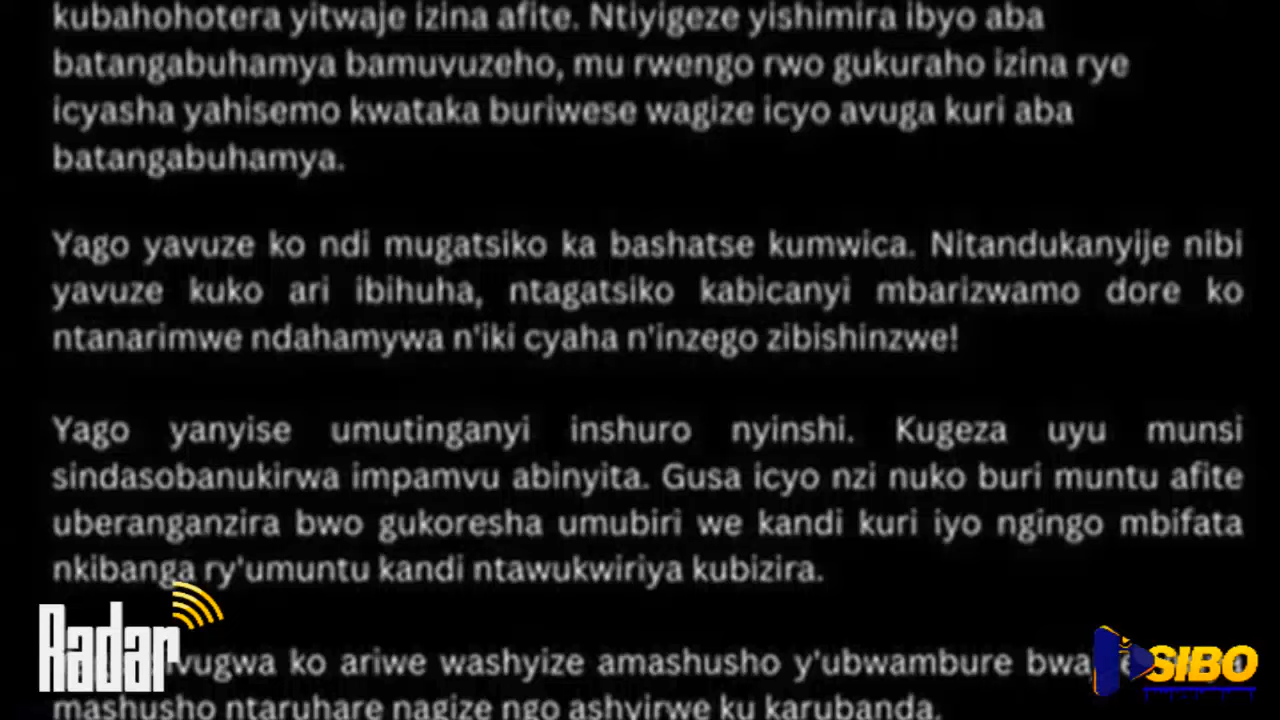 kubahohotera yitwaje izina afite. Ntiyigeze yishimira ibyo aba
batangabuhamya bamuvuzeho, mu rwengo rwo gukuraho izina rye
icyasha yahisemo kwataka buriwese wagize icyo avuga kuri aba
batangabuhamya.
Yago yavuze ko ndi mugatsiko ka bashatse kumwica. Nitandukanyije nibi
yavuze kuko ari ibihuha, ntagatsiko kabicanyi mbarizwamo dore ko
ntanarimwe ndahamywa n'iki cyaha n'inzego zibishinzwe!
Yago yanyise umutinganyi inshuro nyinshi. Kugeza uyu munsi
sindasobanukirwa impamvu abinyita. Gusa icyo nzi nuko buri muntu afite
uberanganzira bwo gukoresha umubiri we kandi kuri iyo ngingo mbifata
nkibanga ry'umuntu kandi ntawukwiriya kubizira.
vugwa ko ariwe washyize amashusho y'ubwambure
mashusho ntaruhare nagize ngo ashyirwe ku karubanda.
Radar
SIBO